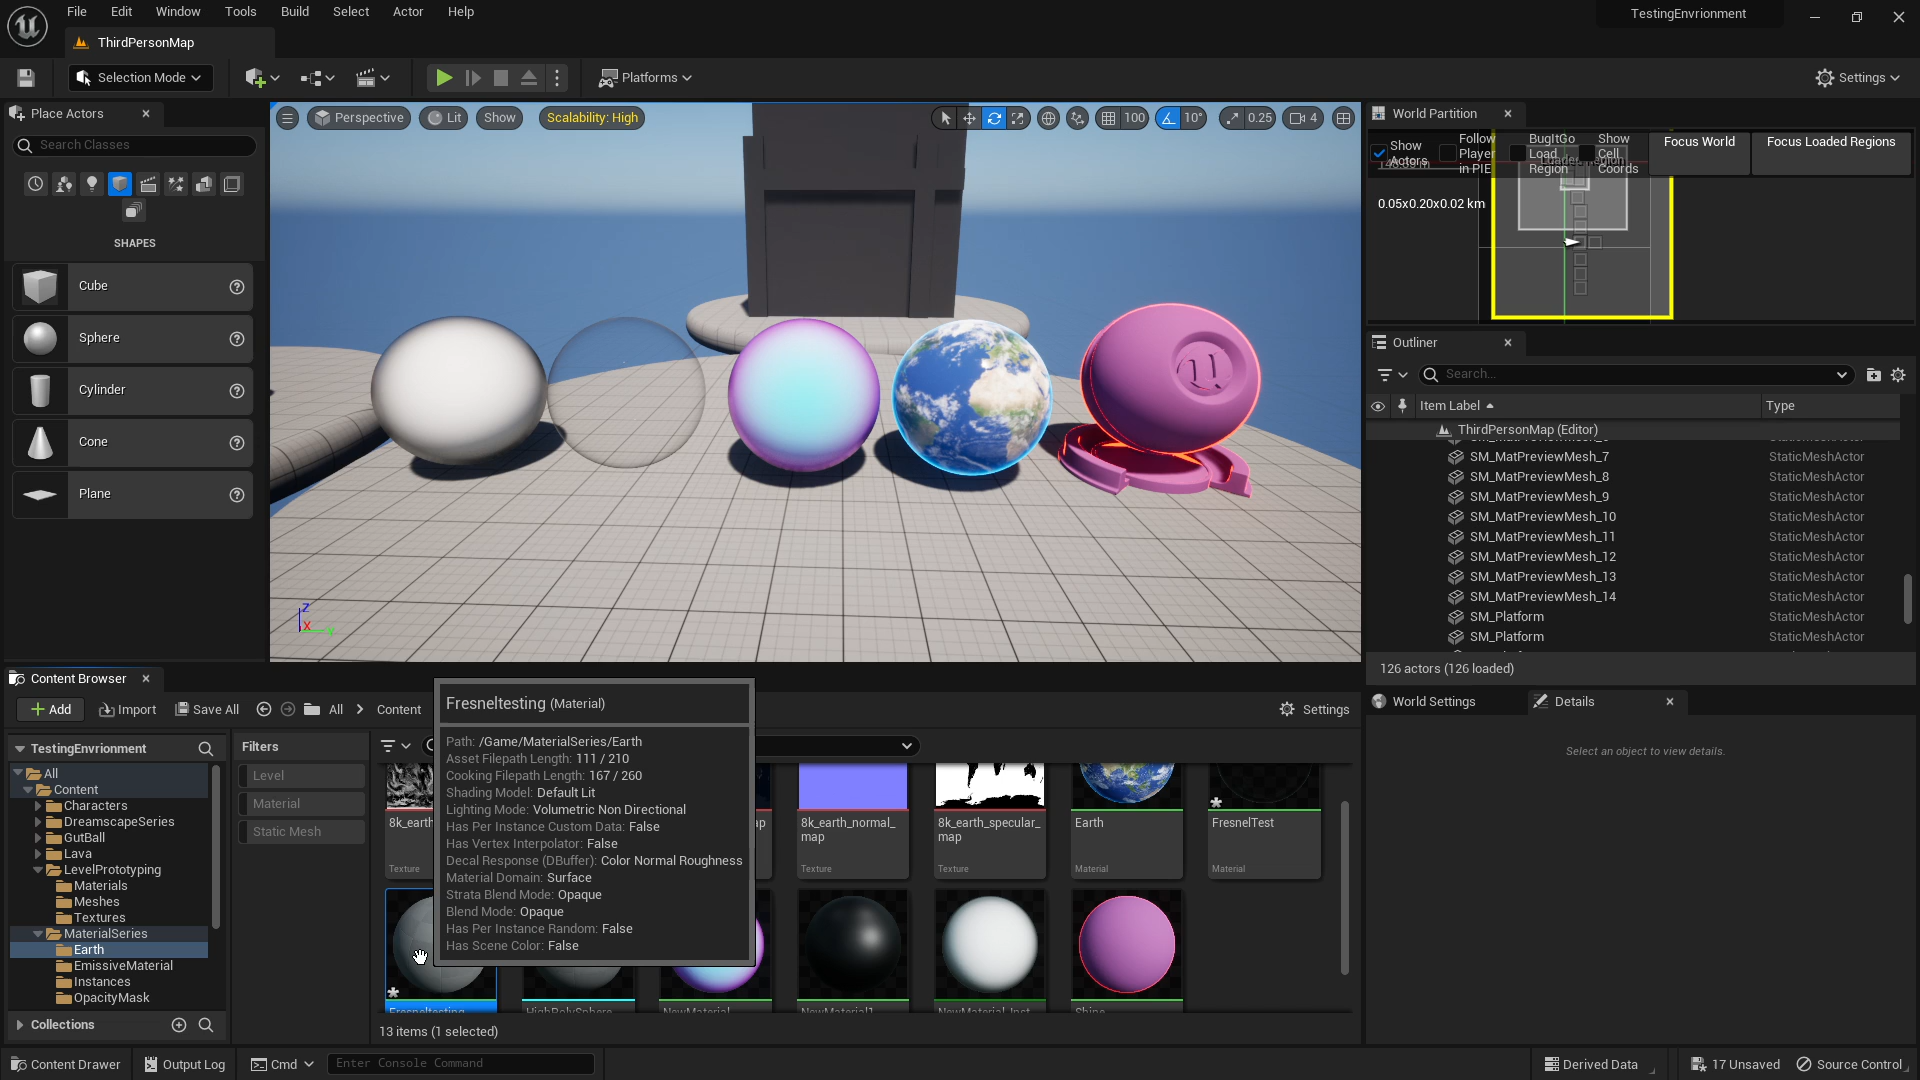 File Edit Window Tools Build Select Actor Help
TestingEnvrionment
ThirdPersonMap
Selection Mode
Platforms
Settings
Place Actors
Search Classes
SHAPES
Cube
Sphere
Cylinder
Cone
Plane
Perspective Lit Show Scalability: High
100 10° 0.25 4
World Partition
Show Actors
Follow Player in PIE
BugItGo Load Region
Show Cell Coords
Focus World
Focus Loaded Regions
0.05x0.20x0.02 km
Outliner
Search...
Item Label Type
ThirdPersonMap (Editor)
SM_MatPreviewMesh_7 StaticMeshActor
SM_MatPreviewMesh_8 StaticMeshActor
SM_MatPreviewMesh_9 StaticMeshActor
SM_MatPreviewMesh_10 StaticMeshActor
SM_MatPreviewMesh_11 StaticMeshActor
SM_MatPreviewMesh_12 StaticMeshActor
SM_MatPreviewMesh_13 StaticMeshActor
SM_MatPreviewMesh_14 StaticMeshActor
SM_Platform StaticMeshActor
SM_Platform StaticMeshActor
126 actors (126 loaded)
World Settings
Details
Select an object to view details.
Z
X
Y
Content Browser
Add Import Save All All Content
Settings
TestingEnvrionment
All
Content
Characters
DreamscapeSeries
GutBall
Lava
LevelPrototyping
Materials
Meshes
Textures
MaterialSeries
Earth
EmissiveMaterial
Instances
OpacityMask
Collections
Filters
Level
Material
Static Mesh
Fresneltesting (Material)
Path: /Game/MaterialSeries/Earth
Asset Filepath Length: 111 / 210
Cooking Filepath Length: 167 / 260
Shading Model: Default Lit
Lighting Mode: Volumetric Non Directional
Has Per Instance Custom Data: False
Has Vertex Interpolator: False
Decal Response (DBuffer): Color Normal Roughness
Material Domain: Surface
Strata Blend Mode: Opaque
Blend Mode: Opaque
Has Per Instance Random: False
Has Scene Color: False
8k_earth
Texture
8k_earth_normal_
map
Texture
8k_earth_specular_
map
Texture
Earth
Material
FresnelTest
Material
Fresneltesting
HighPolySphere
NewMaterial
NewMaterial1
NewMaterial_Inst
Shine
13 items (1 selected)
Content Drawer
Output Log
Cmd
Enter Console Command
Derived Data
17 Unsaved
Source Control